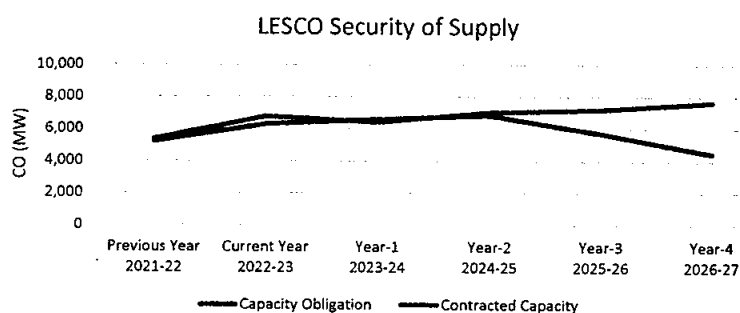 LESCO Security of Supply
10,000
8,000
6,000
4,000
2,000
0
CO (MW)
Previous Year Current Year Year-1 Year-2 Year-3 Year-4
2021-22 2022-23 2023-24 2024-25 2025-26 2026-27
Capacity Obligation Contracted Capacity